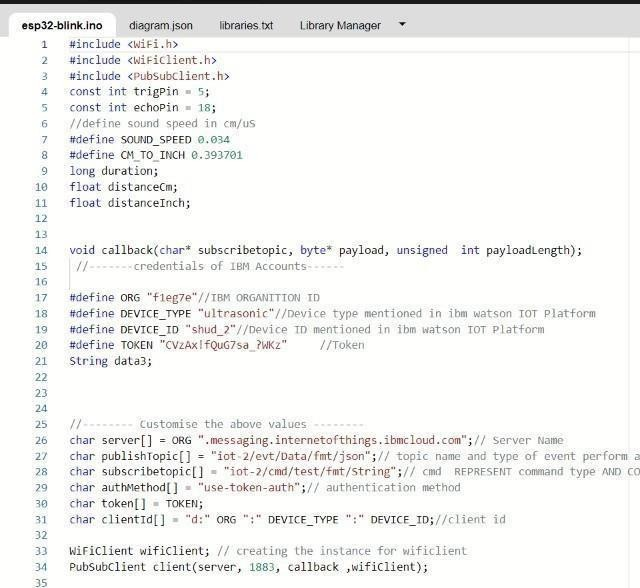 esp32-blink.ino diagram.json libraries.txt Library Manager
1 #include <WiFi.h>
2 #include <WiFiClient.h>
3 #include <PubSubClient.h>
4 const int trigPin = 5;
5 const int echoPin = 18;
6 //define sound speed in cm/uS
7 #define SOUND_SPEED 0.034
8 #define CM_TO_INCH 0.393701
9 long duration;
10 float distanceCm;
11 float distanceInch;
12
13
14 void callback(char* subscribetopic, byte* payload, unsigned int payloadLength);
15 //-------credentials of IBM Accounts------
16
17 #define ORG "f1eg7e"//IBM ORGANITION ID
18 #define DEVICE_TYPE "ultrasonic"//Device type mentioned in ibm watson IOT Platform
19 #define DEVICE_ID "shud_2"//Device ID mentioned in ibm watson IOT Platform
20 #define TOKEN "CVzAx!fQuG7sa_?WKz" //Token
21 String data3;
22
23
24
25 //-------- Customise the above values --------
26 char server[] = ORG ".messaging.internetofthings.ibmcloud.com";// Server Name
27 char publishTopic[] = "iot-2/evt/Data/fmt/json";// topic name and type of event perform a
28 char subscribetopic[] = "iot-2/cmd/test/fmt/String";// cmd REPRESENT command type AND CO
29 char authMethod[] = "use-token-auth";// authentication method
30 char token[] = TOKEN;
31 char clientId[] = "d:" ORG ":" DEVICE_TYPE ":" DEVICE_ID;//client id
32
33 WiFiClient wifiClient; // creating the instance for wificlient
34 PubSubClient client(server, 1883, callback ,wifiClient);
35